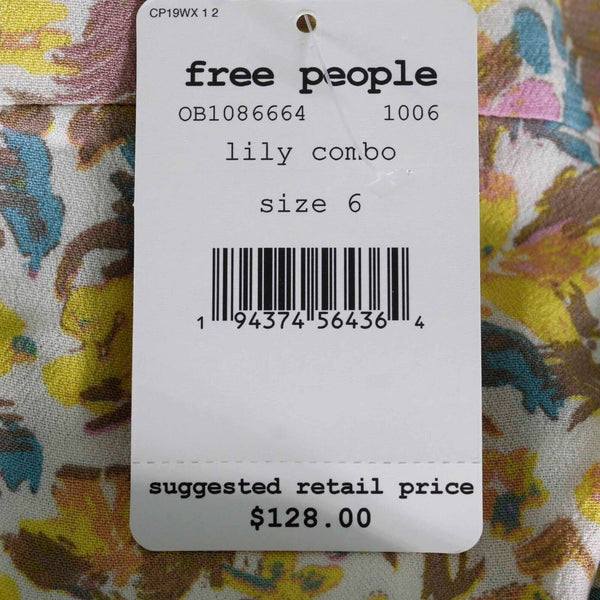 CP19WX 1 2
free people
OB1086664 1006
lily combo
size 6
1 94374 56436 4
suggested retail price
$128.00